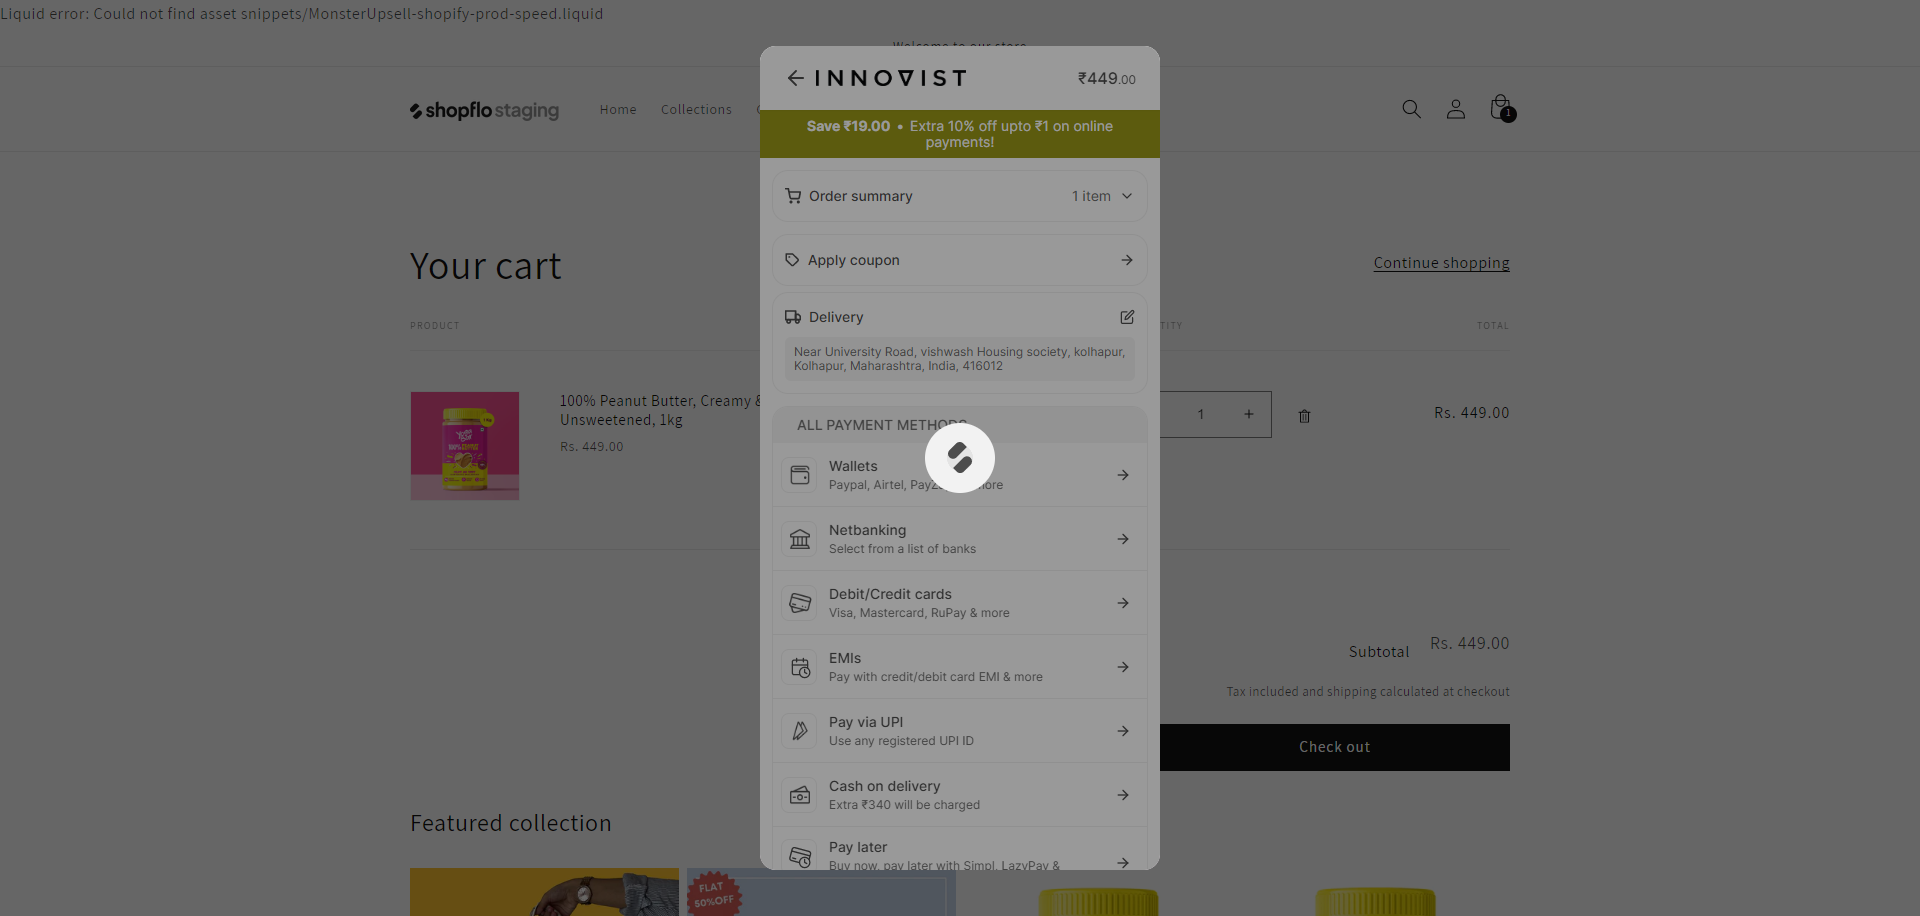 Liquid error: Could not find asset snippets/MonsterUpsell-shopify-prod-speed.liquid
Welcome to our store
shopflo staging
Home
Collections
1
INNOVIST
₹449.00
Save ₹19.00 • Extra 10% off upto ₹1 on online
payments!
Order summary
1 item
Apply coupon
Delivery
Near University Road, vishwash Housing society, kolhapur,
Kolhapur, Maharashtra, India, 416012
ALL PAYMENT METHODS
Wallets
Paypal, Airtel, PayZ
Netbanking
Select from a list of banks
Debit/Credit cards
Visa, Mastercard, RuPay & more
EMIs
Pay with credit/debit card EMI & more
Pay via UPI
Use any registered UPI ID
Cash on delivery
Extra ₹340 will be charged
Pay later
Buy now, pay later with Simpl, LazyPay &
Your cart
Continue shopping
PRODUCT
TITY
TOTAL
100% Peanut Butter, Creamy &
Unsweetened, 1kg
Rs. 449.00
1
+
Rs. 449.00
Subtotal
Rs. 449.00
Tax included and shipping calculated at checkout
Check out
Featured collection
FLAT
50%OFF